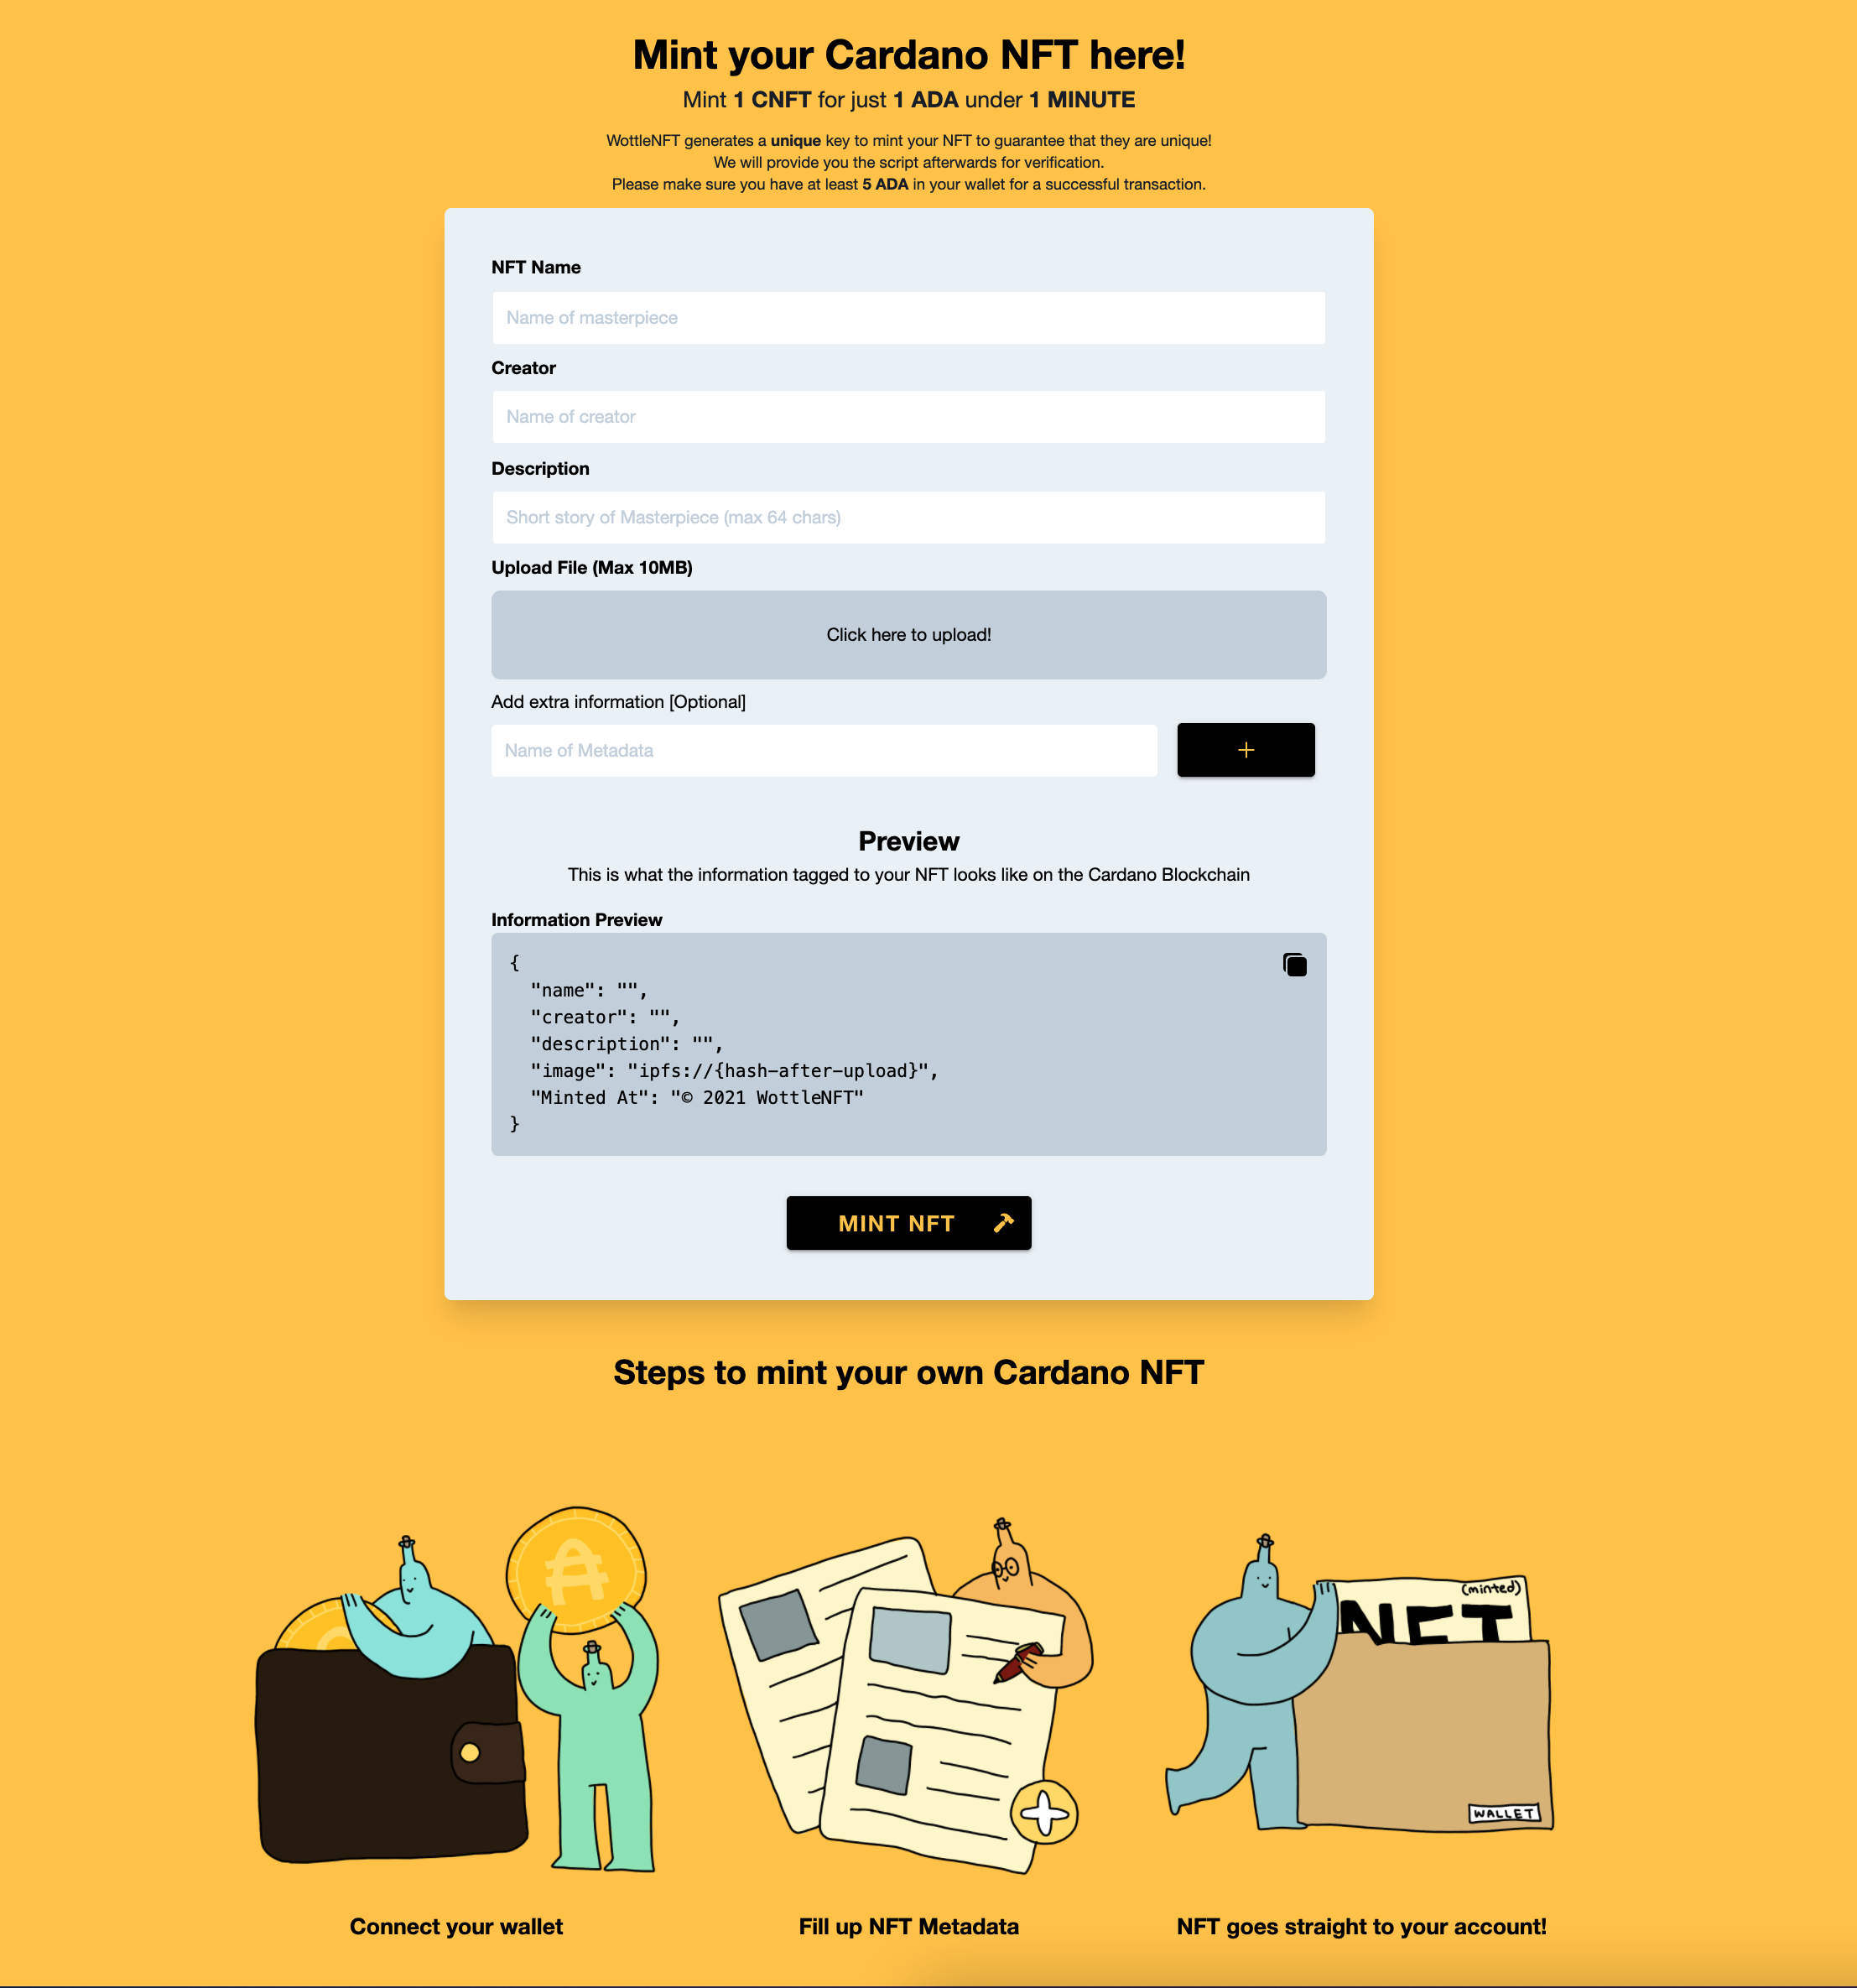 Mint your Cardano NFT here!
Mint 1 CNFT for just 1 ADA under 1 MINUTE
WottleNFT generates a unique key to mint your NFT to guarantee that they are unique!
We will provide you the script afterwards for verification.
Please make sure you have at least 5 ADA in your wallet for a successful transaction.
NFT Name
Name of masterpiece
Creator
Name of creator
Description
Short story of Masterpiece (max 64 chars)
Upload File (Max 10MB)
Click here to upload!
Add extra information [Optional]
Name of Metadata
+
Preview
This is what the information tagged to your NFT looks like on the Cardano Blockchain
Information Preview
{
"name": "",
"creator": "",
"description": "",
"image": "ipfs://{hash-after-upload}",
"Minted At": "© 2021 WottleNFT"
}
MINT NFT
Steps to mint your own Cardano NFT
(minted)
NFT
WALLET
Connect your wallet
Fill up NFT Metadata
NFT goes straight to your account!